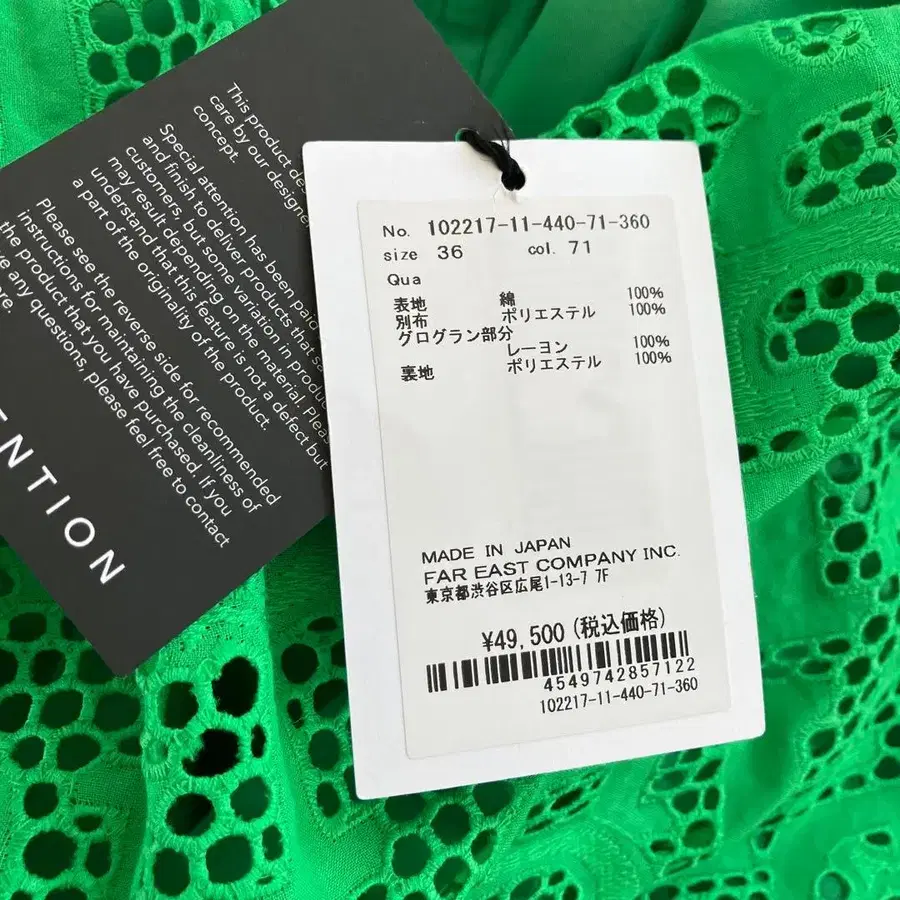 This product de
care by our designe
concept.
Special attention has been paid
and finish to deliver products that s
customers, but some variation in produ
may result depending on the material. Pleas
understand that this feature is not a defect but
a part of the originality of the product.
Please see the reverse side for recommended
instructions for maintaining the cleanliness of
the product that you have purchased. If you
e any questions, please feel free to contact
ore.
ENTION
No. 102217-11-440-71-360
size 36 col. 71
Qua
表地 綿 100%
別布 ポリエステル 100%
グログラン部分
レーヨン 100%
裏地 ポリエステル 100%
MADE IN JAPAN
FAR EAST COMPANY INC.
東京都渋谷区広尾1-13-7 7F
¥49,500 (税込価格)
4549742857122
102217-11-440-71-360